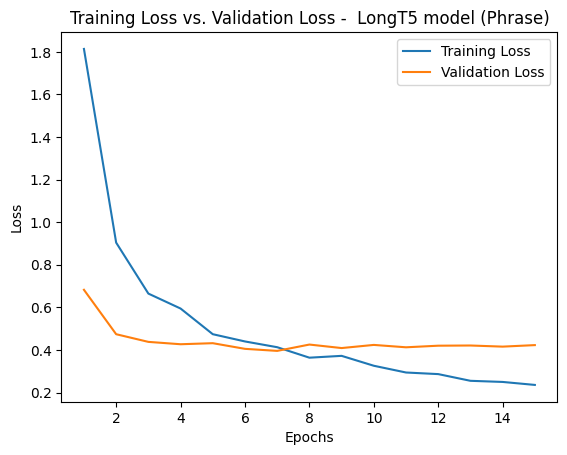 Training Loss vs. Validation Loss -  LongT5 model (Phrase)
Training Loss
Validation Loss
1.8
1.6
1.4
1.2
1.0
0.8
0.6
0.4
0.2
Loss
2 4 6 8 10 12 14
Epochs